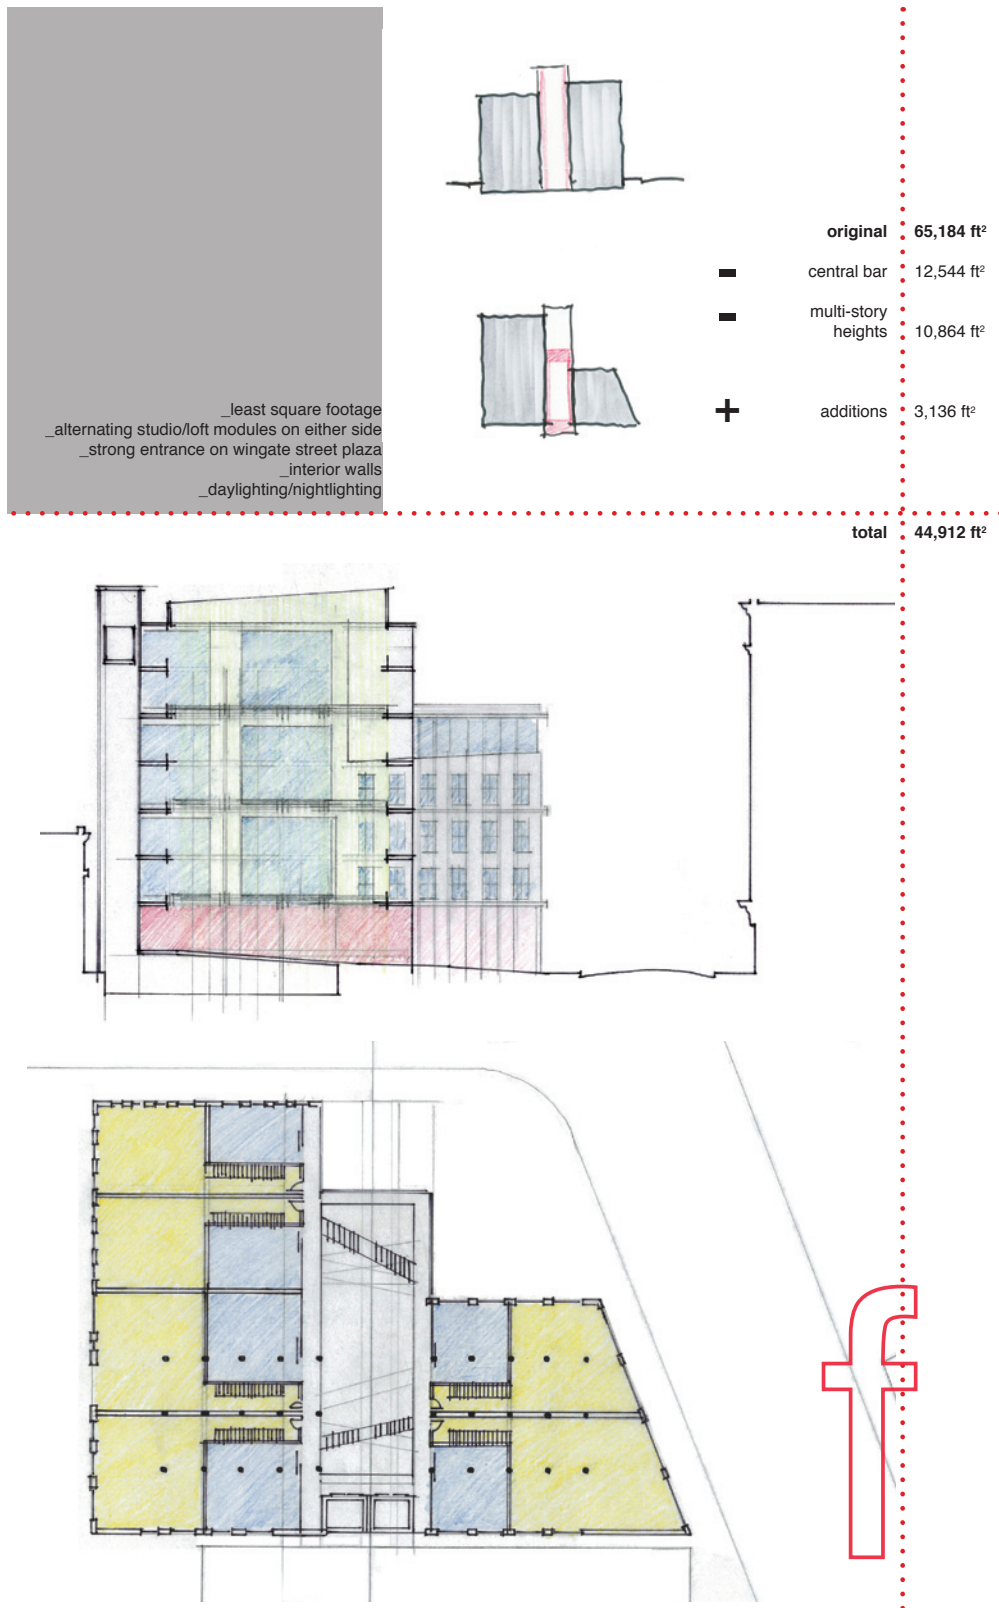 original 65,184 ft²
- central bar 12,544 ft²
- multi-story
heights 10,864 ft²
+ additions 3,136 ft²
_least square footage
_alternating studio/loft modules on either side
_strong entrance on wingate street plaza
_interior walls
_daylighting/nightlighting
total 44,912 ft²
f